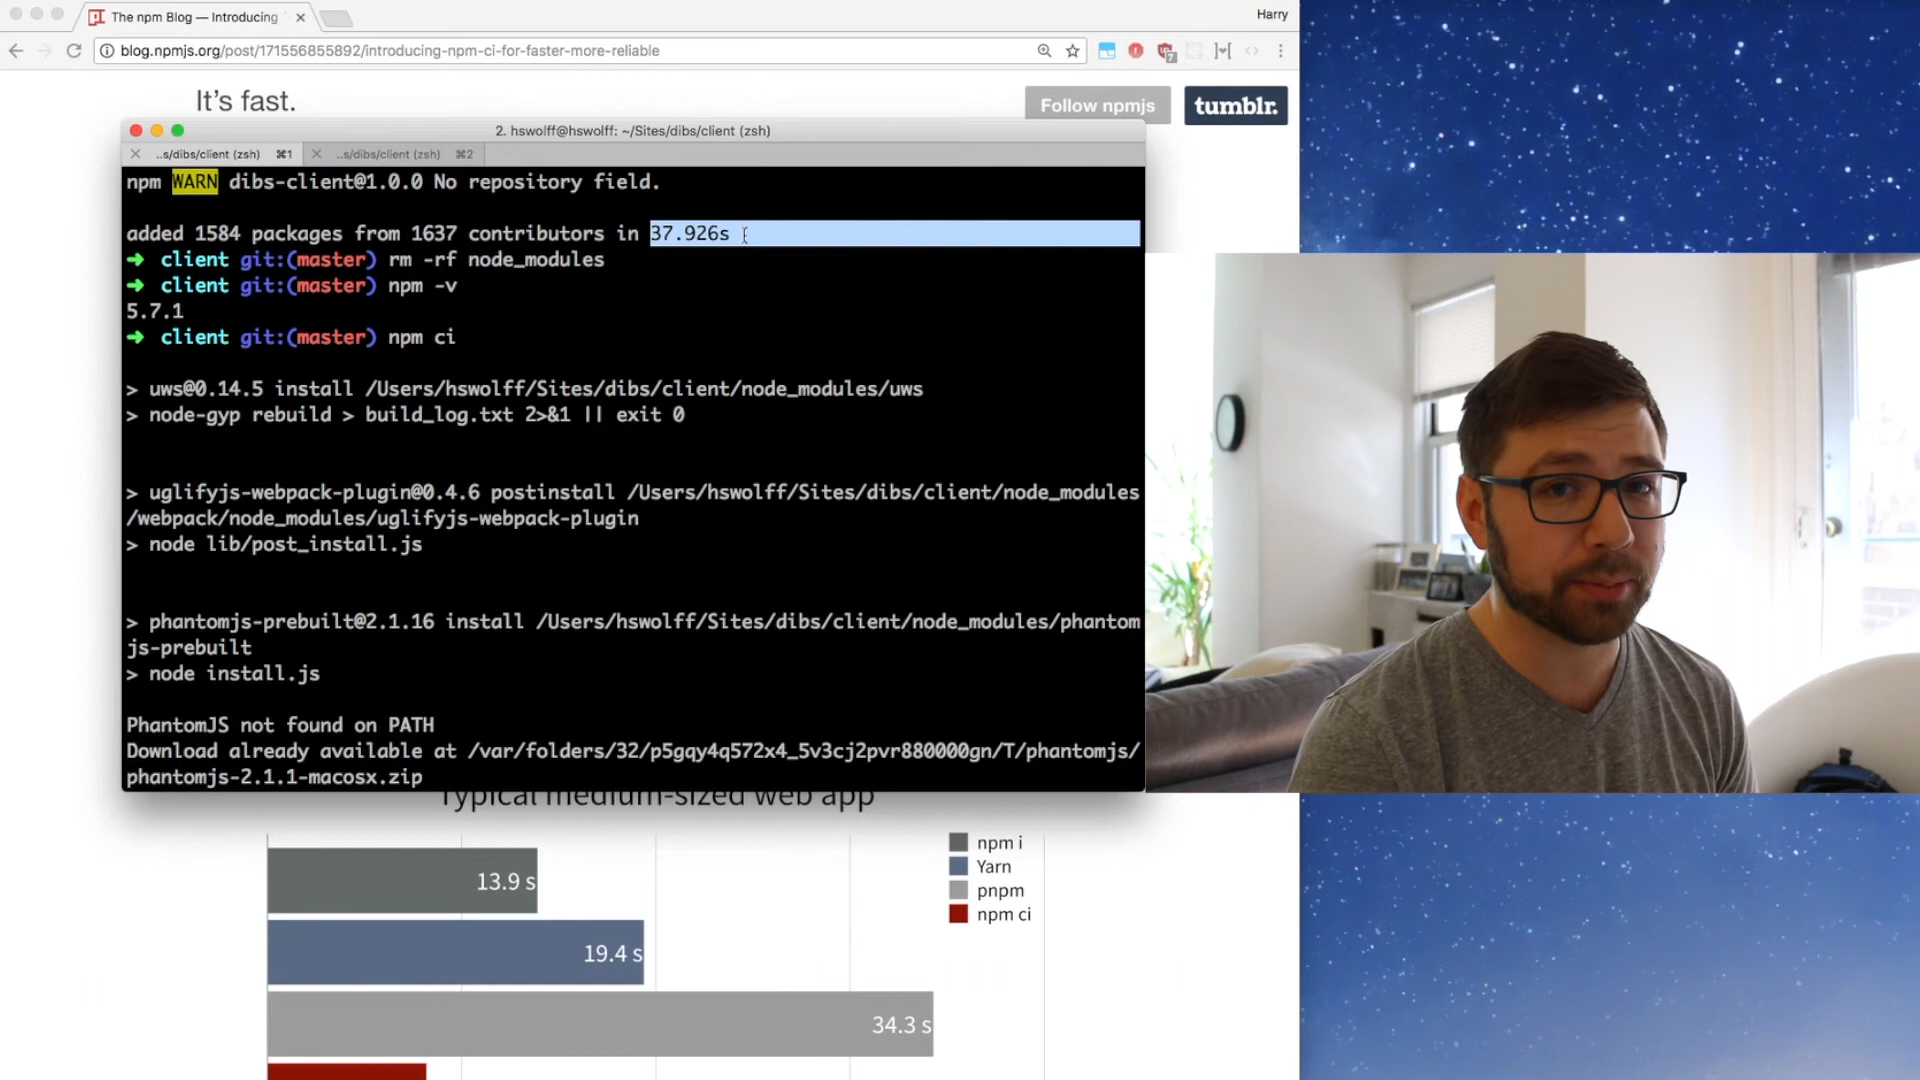 The npm Blog — Introducing
Harry
blog.npmjs.org/post/171556855892/introducing-npm-ci-for-faster-more-reliable
7
It's fast.
Follow npmjs
tumblr.
2. hswolff@hswolff: ~/Sites/dibs/client (zsh)
..s/dibs/client (zsh) ⌘1
..s/dibs/client (zsh) ⌘2
npm WARN dibs-client@1.0.0 No repository field.
added 1584 packages from 1637 contributors in 37.926s
➜ client git:(master) rm -rf node_modules
➜ client git:(master) npm -v
5.7.1
➜ client git:(master) npm ci
> uws@0.14.5 install /Users/hswolff/Sites/dibs/client/node_modules/uws
> node-gyp rebuild > build_log.txt 2>&1 || exit 0
> uglifyjs-webpack-plugin@0.4.6 postinstall /Users/hswolff/Sites/dibs/client/node_modules
/webpack/node_modules/uglifyjs-webpack-plugin
> node lib/post_install.js
> phantomjs-prebuilt@2.1.16 install /Users/hswolff/Sites/dibs/client/node_modules/phantom
js-prebuilt
> node install.js
PhantomJS not found on PATH
Download already available at /var/folders/32/p5gqy4q572x4_5v3cj2pvr880000gn/T/phantomjs/
phantomjs-2.1.1-macosx.zip
Typical medium-sized web app
npm i
Yarn
pnpm
npm ci
13.9 s
19.4 s
34.3 s